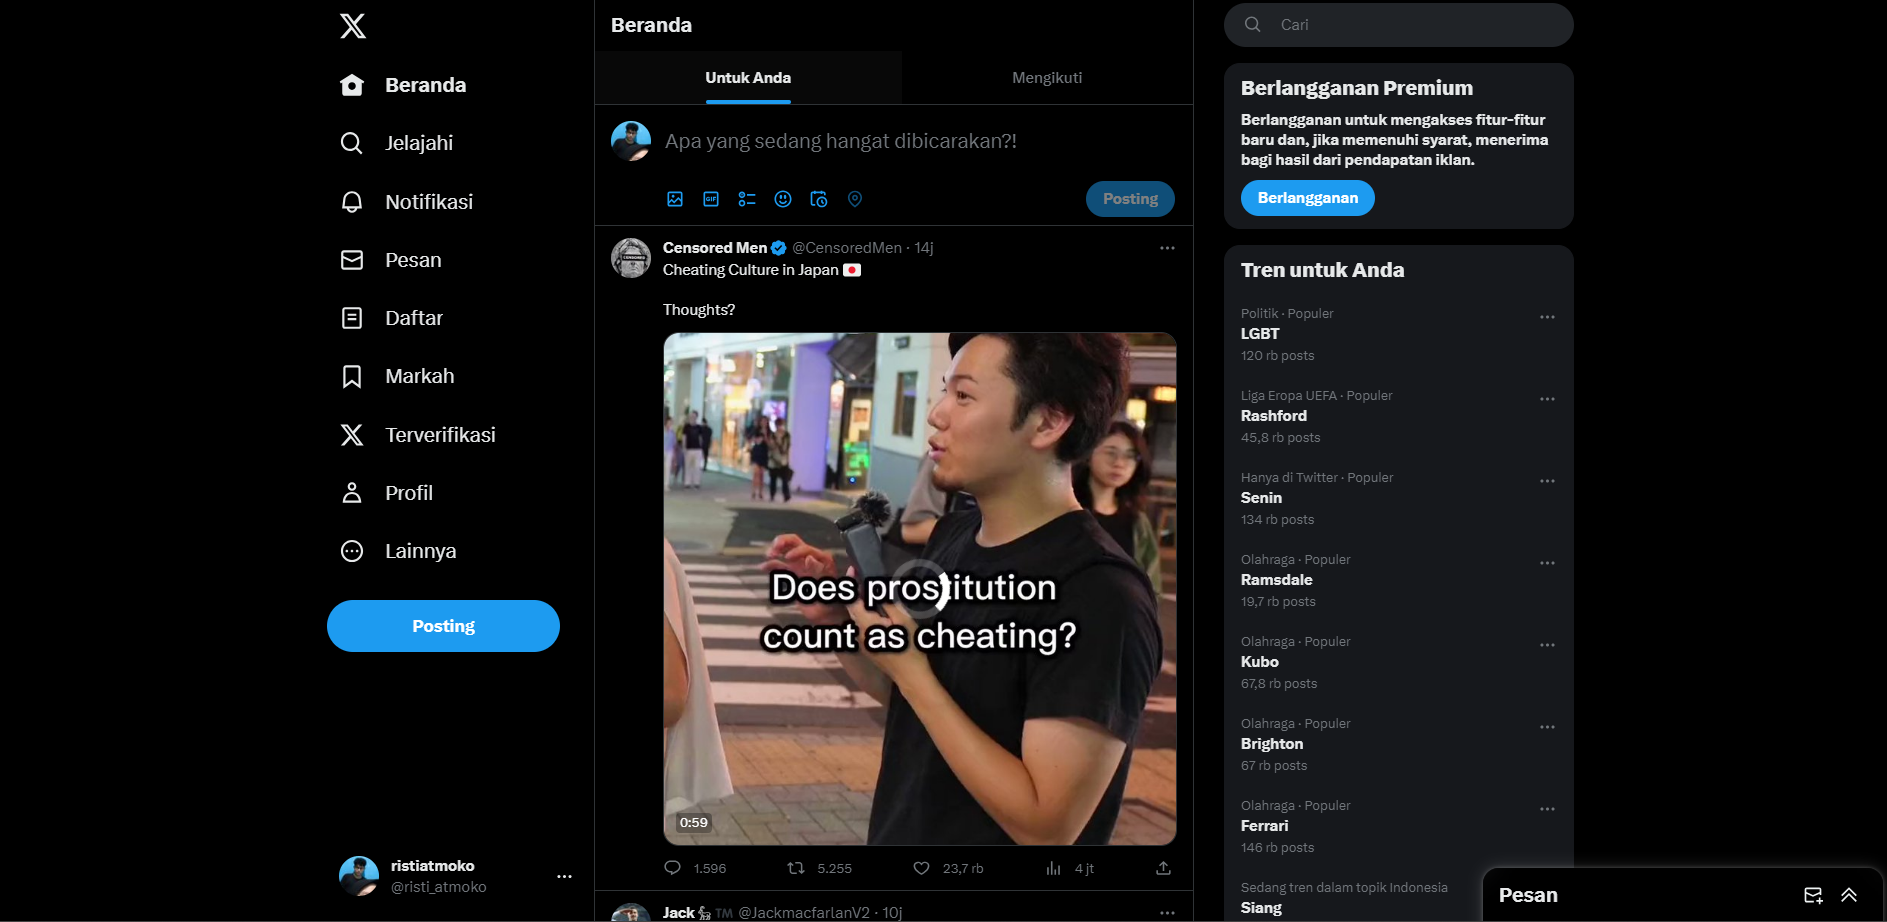 Beranda
Jelajahi
Notifikasi
Pesan
Daftar
Markah
Terverifikasi
Profil
Lainnya
Posting
ristiatmoko
@risti_atmoko
Beranda
Untuk Anda
Mengikuti
Apa yang sedang hangat dibicarakan?!
GIF
Posting
Censored Men @CensoredMen · 14j
Cheating Culture in Japan
Thoughts?
Does prostitution
count as cheating?
0:59
1.596
5.255
23,7 rb
4 jt
Jack ™ @JackmacfarlanV2 · 10j
Cari
Berlangganan Premium
Berlangganan untuk mengakses fitur-fitur
baru dan, jika memenuhi syarat, menerima
bagi hasil dari pendapatan iklan.
Berlangganan
Tren untuk Anda
Politik · Populer
LGBT
120 rb posts
Liga Eropa UEFA · Populer
Rashford
45,8 rb posts
Hanya di Twitter · Populer
Senin
134 rb posts
Olahraga · Populer
Ramsdale
19,7 rb posts
Olahraga · Populer
Kubo
67,8 rb posts
Olahraga · Populer
Brighton
67 rb posts
Olahraga · Populer
Ferrari
146 rb posts
Sedang tren dalam topik Indonesia
Siang
Pesan